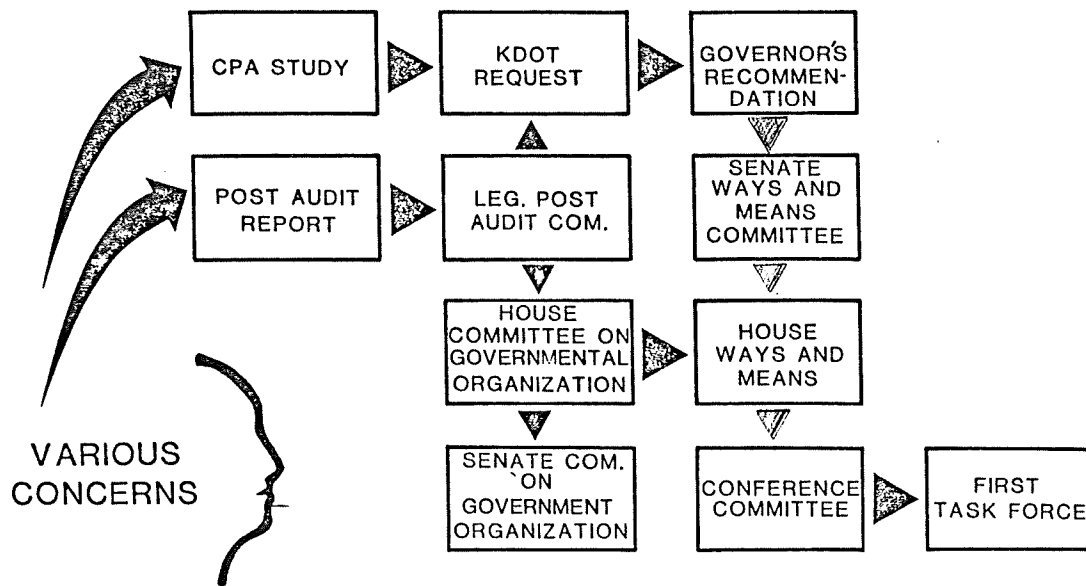 CPA STUDY
KDOT
REQUEST
GOVERNOR'S
RECOMMEN-
DATION
POST AUDIT
REPORT
LEG. POST
AUDIT COM.
SENATE
WAYS AND
MEANS
COMMITTEE
HOUSE
COMMITTEE ON
GOVERNMENTAL
ORGANIZATION
HOUSE
WAYS AND
MEANS
VARIOUS
CONCERNS
SENATE COM.
ON
GOVERNMENT
ORGANIZATION
CONFERENCE
COMMITTEE
FIRST
TASK FORCE